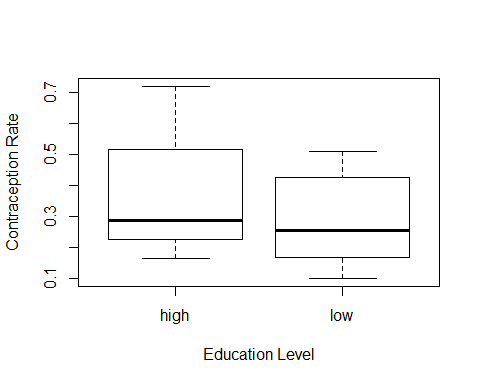 Contraception Rate
0.7
0.5
0.3
0.1
high
low
Education Level